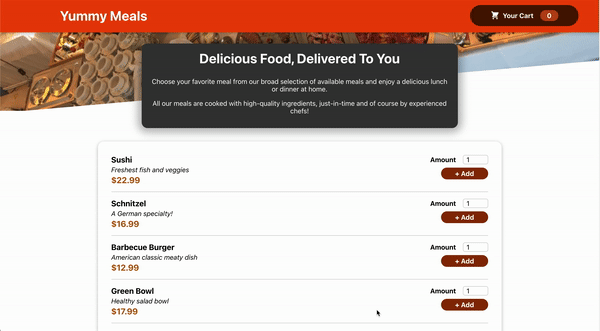 Yummy Meals
Your Cart 0
Delicious Food, Delivered To You
Choose your favorite meal from our broad selection of available meals and enjoy a delicious lunch
or dinner at home.
All our meals are cooked with high-quality ingredients, just-in-time and of course by experienced
chefs!
Sushi
Freshest fish and veggies
$22.99
Amount 1
+ Add
Schnitzel
A German specialty!
$16.99
Amount 1
+ Add
Barbecue Burger
American classic meaty dish
$12.99
Amount 1
+ Add
Green Bowl
Healthy salad bowl
$17.99
Amount 1
+ Add